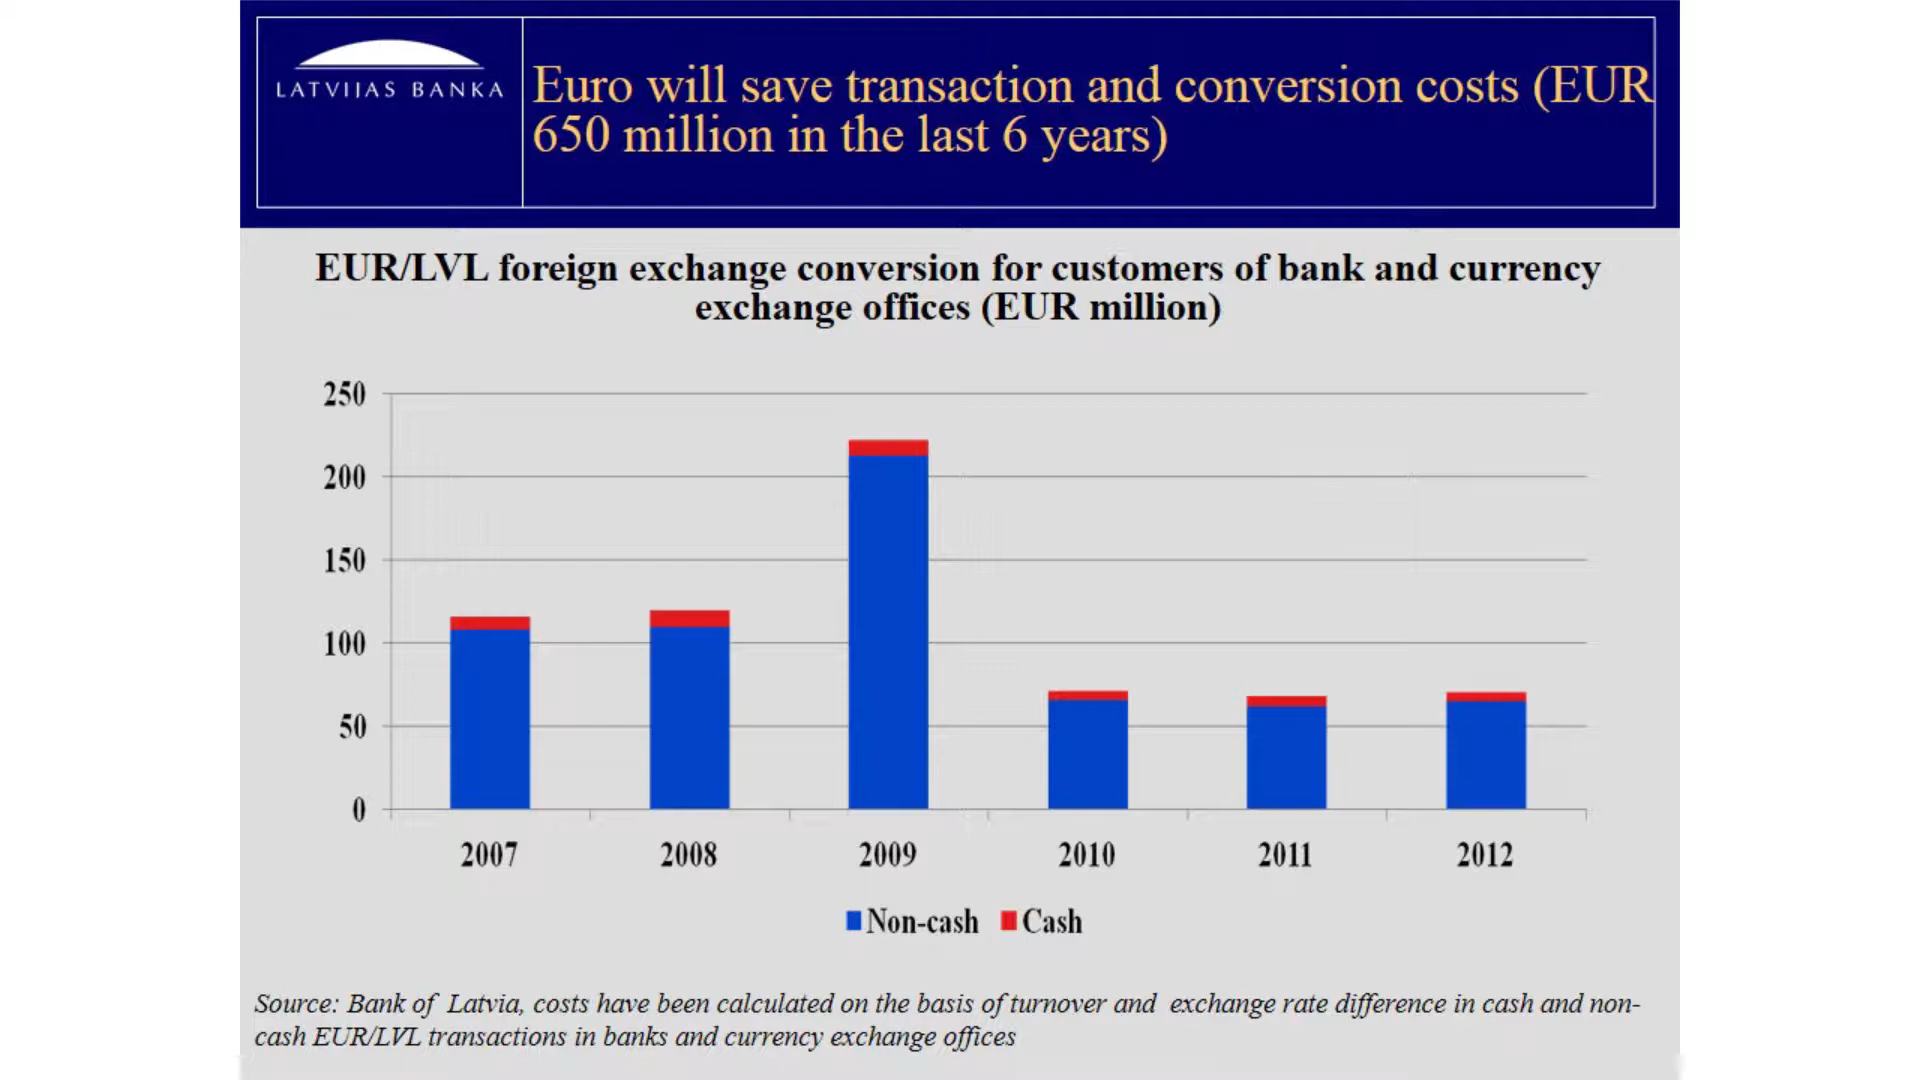 LATVIJAS BANKA
Euro will save transaction and conversion costs (EUR
650 million in the last 6 years)
EUR/LVL foreign exchange conversion for customers of bank and currency
exchange offices (EUR million)
250
200
150
100
50
0
2007 2008 2009 2010 2011 2012
Non-cash Cash
Source: Bank of Latvia, costs have been calculated on the basis of turnover and exchange rate difference in cash and non-
cash EUR/LVL transactions in banks and currency exchange offices